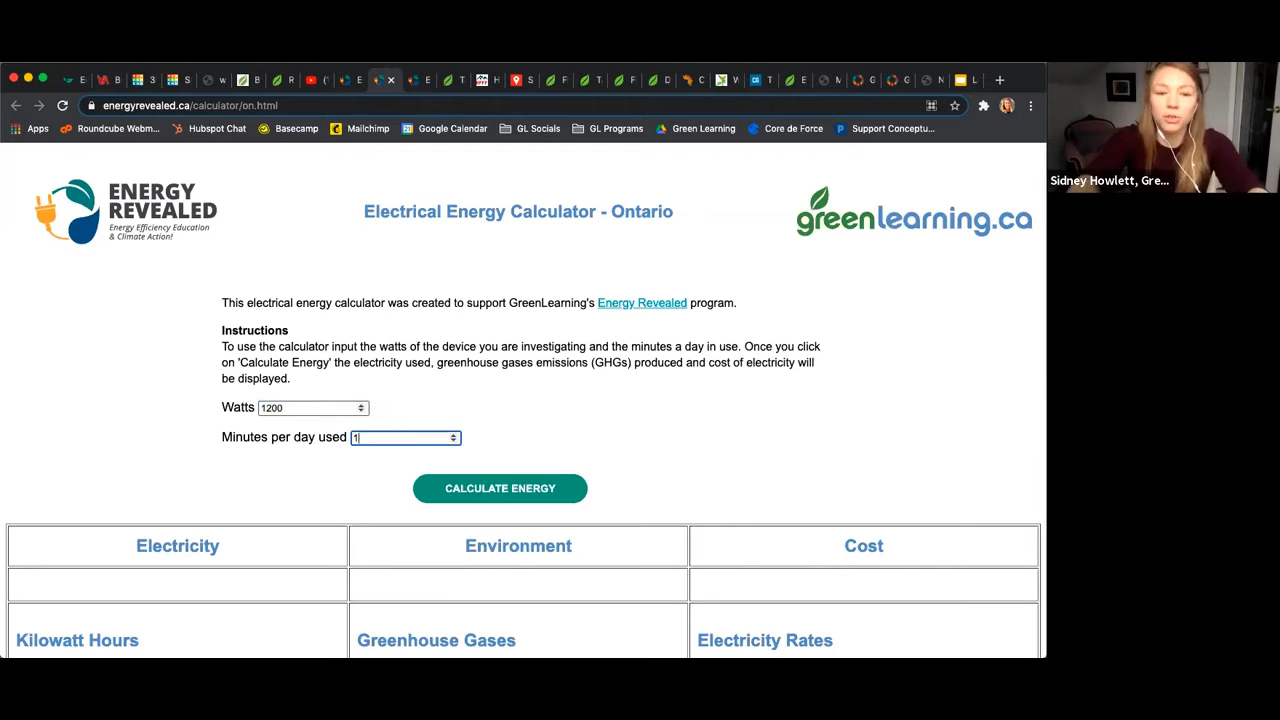 E
B
3
S
w
B
R
(
E
E
T
H
S
F
T
F
D
C
W
T
E
M
G
G
N
L
energyrevealed.ca/calculator/on.html
Apps
Roundcube Webm...
Hubspot Chat
Basecamp
Mailchimp
Google Calendar
GL Socials
GL Programs
Green Learning
Core de Force
Support Conceptu...
Sidney Howlett, Gre...
ENERGY
REVEALED
Energy Efficiency Education
& Climate Action!
Electrical Energy Calculator - Ontario
greenlearning.ca
This electrical energy calculator was created to support GreenLearning's Energy Revealed program.
Instructions
To use the calculator input the watts of the device you are investigating and the minutes a day in use. Once you click
on 'Calculate Energy' the electricity used, greenhouse gases emissions (GHGs) produced and cost of electricity will
be displayed.
Watts 1200
Minutes per day used 1
CALCULATE ENERGY
Electricity
Environment
Cost
Kilowatt Hours
Greenhouse Gases
Electricity Rates